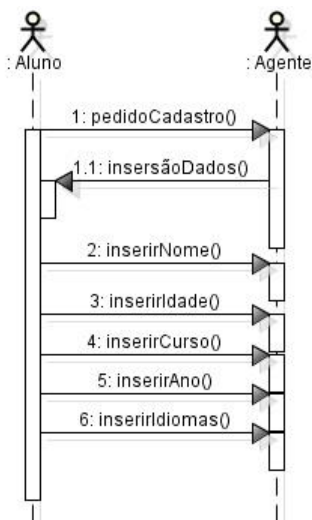 : Aluno
: Agente
1: pedidoCadastro()
1.1: insersãoDados()
2: inserirNome()
3: inserirIdade()
4: inserirCurso()
5: inserirAno()
6: inserirIdiomas()